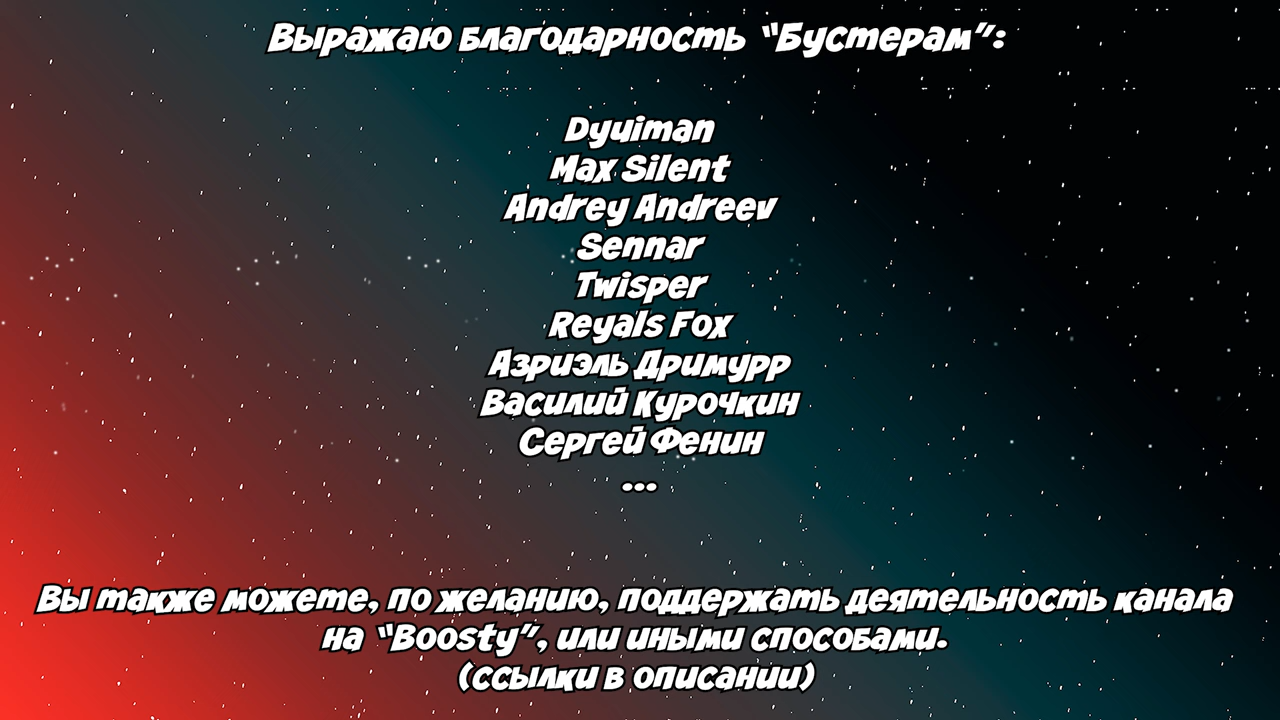 Выражаю благодарность “Бустерам”:
Dyuiman
Max Silent
Andrey Andreev
Sennar
Twisper
Reyals Fox
Азриэль Дримурр
Василий Курочкин
Сергей Фенин
...
Вы также можете, по желанию, поддержать деятельность канала
на “Boosty”, или иными способами.
(ссылки в описании)